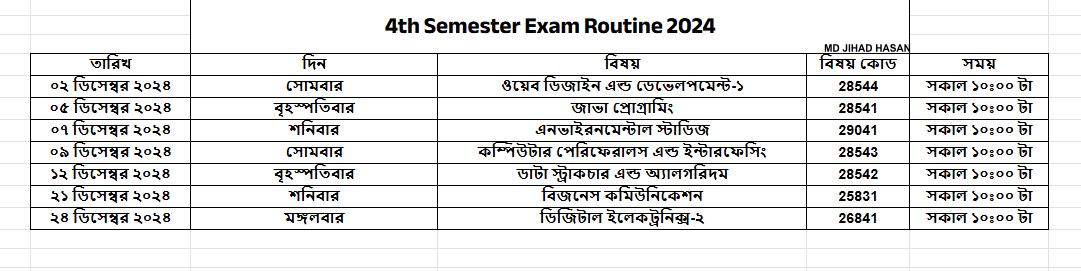 4th Semester Exam Routine 2024
MD JIHAD HASAN
তারিখ দিন বিষয় বিষয় কোড সময়
০২ ডিসেম্বর ২০২৪ সোমবার ওয়েব ডিজাইন এন্ড ডেভেলপমেন্ট-১ 28544 সকাল ১০ঃ০০ টা
০৫ ডিসেম্বর ২০২৪ বৃহস্পতিবার জাভা প্রোগ্রামিং 28541 সকাল ১০ঃ০০ টা
০৭ ডিসেম্বর ২০২৪ শনিবার এনভাইরনমেন্টাল স্টাডিজ 29041 সকাল ১০ঃ০০ টা
০৯ ডিসেম্বর ২০২৪ সোমবার কম্পিউটার পেরিফেরালস এন্ড ইন্টারফেসিং 28543 সকাল ১০ঃ০০ টা
১২ ডিসেম্বর ২০২৪ বৃহস্পতিবার ডাটা স্ট্রাকচার এন্ড অ্যালগরিদম 28542 সকাল ১০ঃ০০ টা
২১ ডিসেম্বর ২০২৪ শনিবার বিজনেস কমিউনিকেশন 25831 সকাল ১০ঃ০০ টা
২৪ ডিসেম্বর ২০২৪ মঙ্গলবার ডিজিটাল ইলেকট্রনিক্স-২ 26841 সকাল ১০ঃ০০ টা